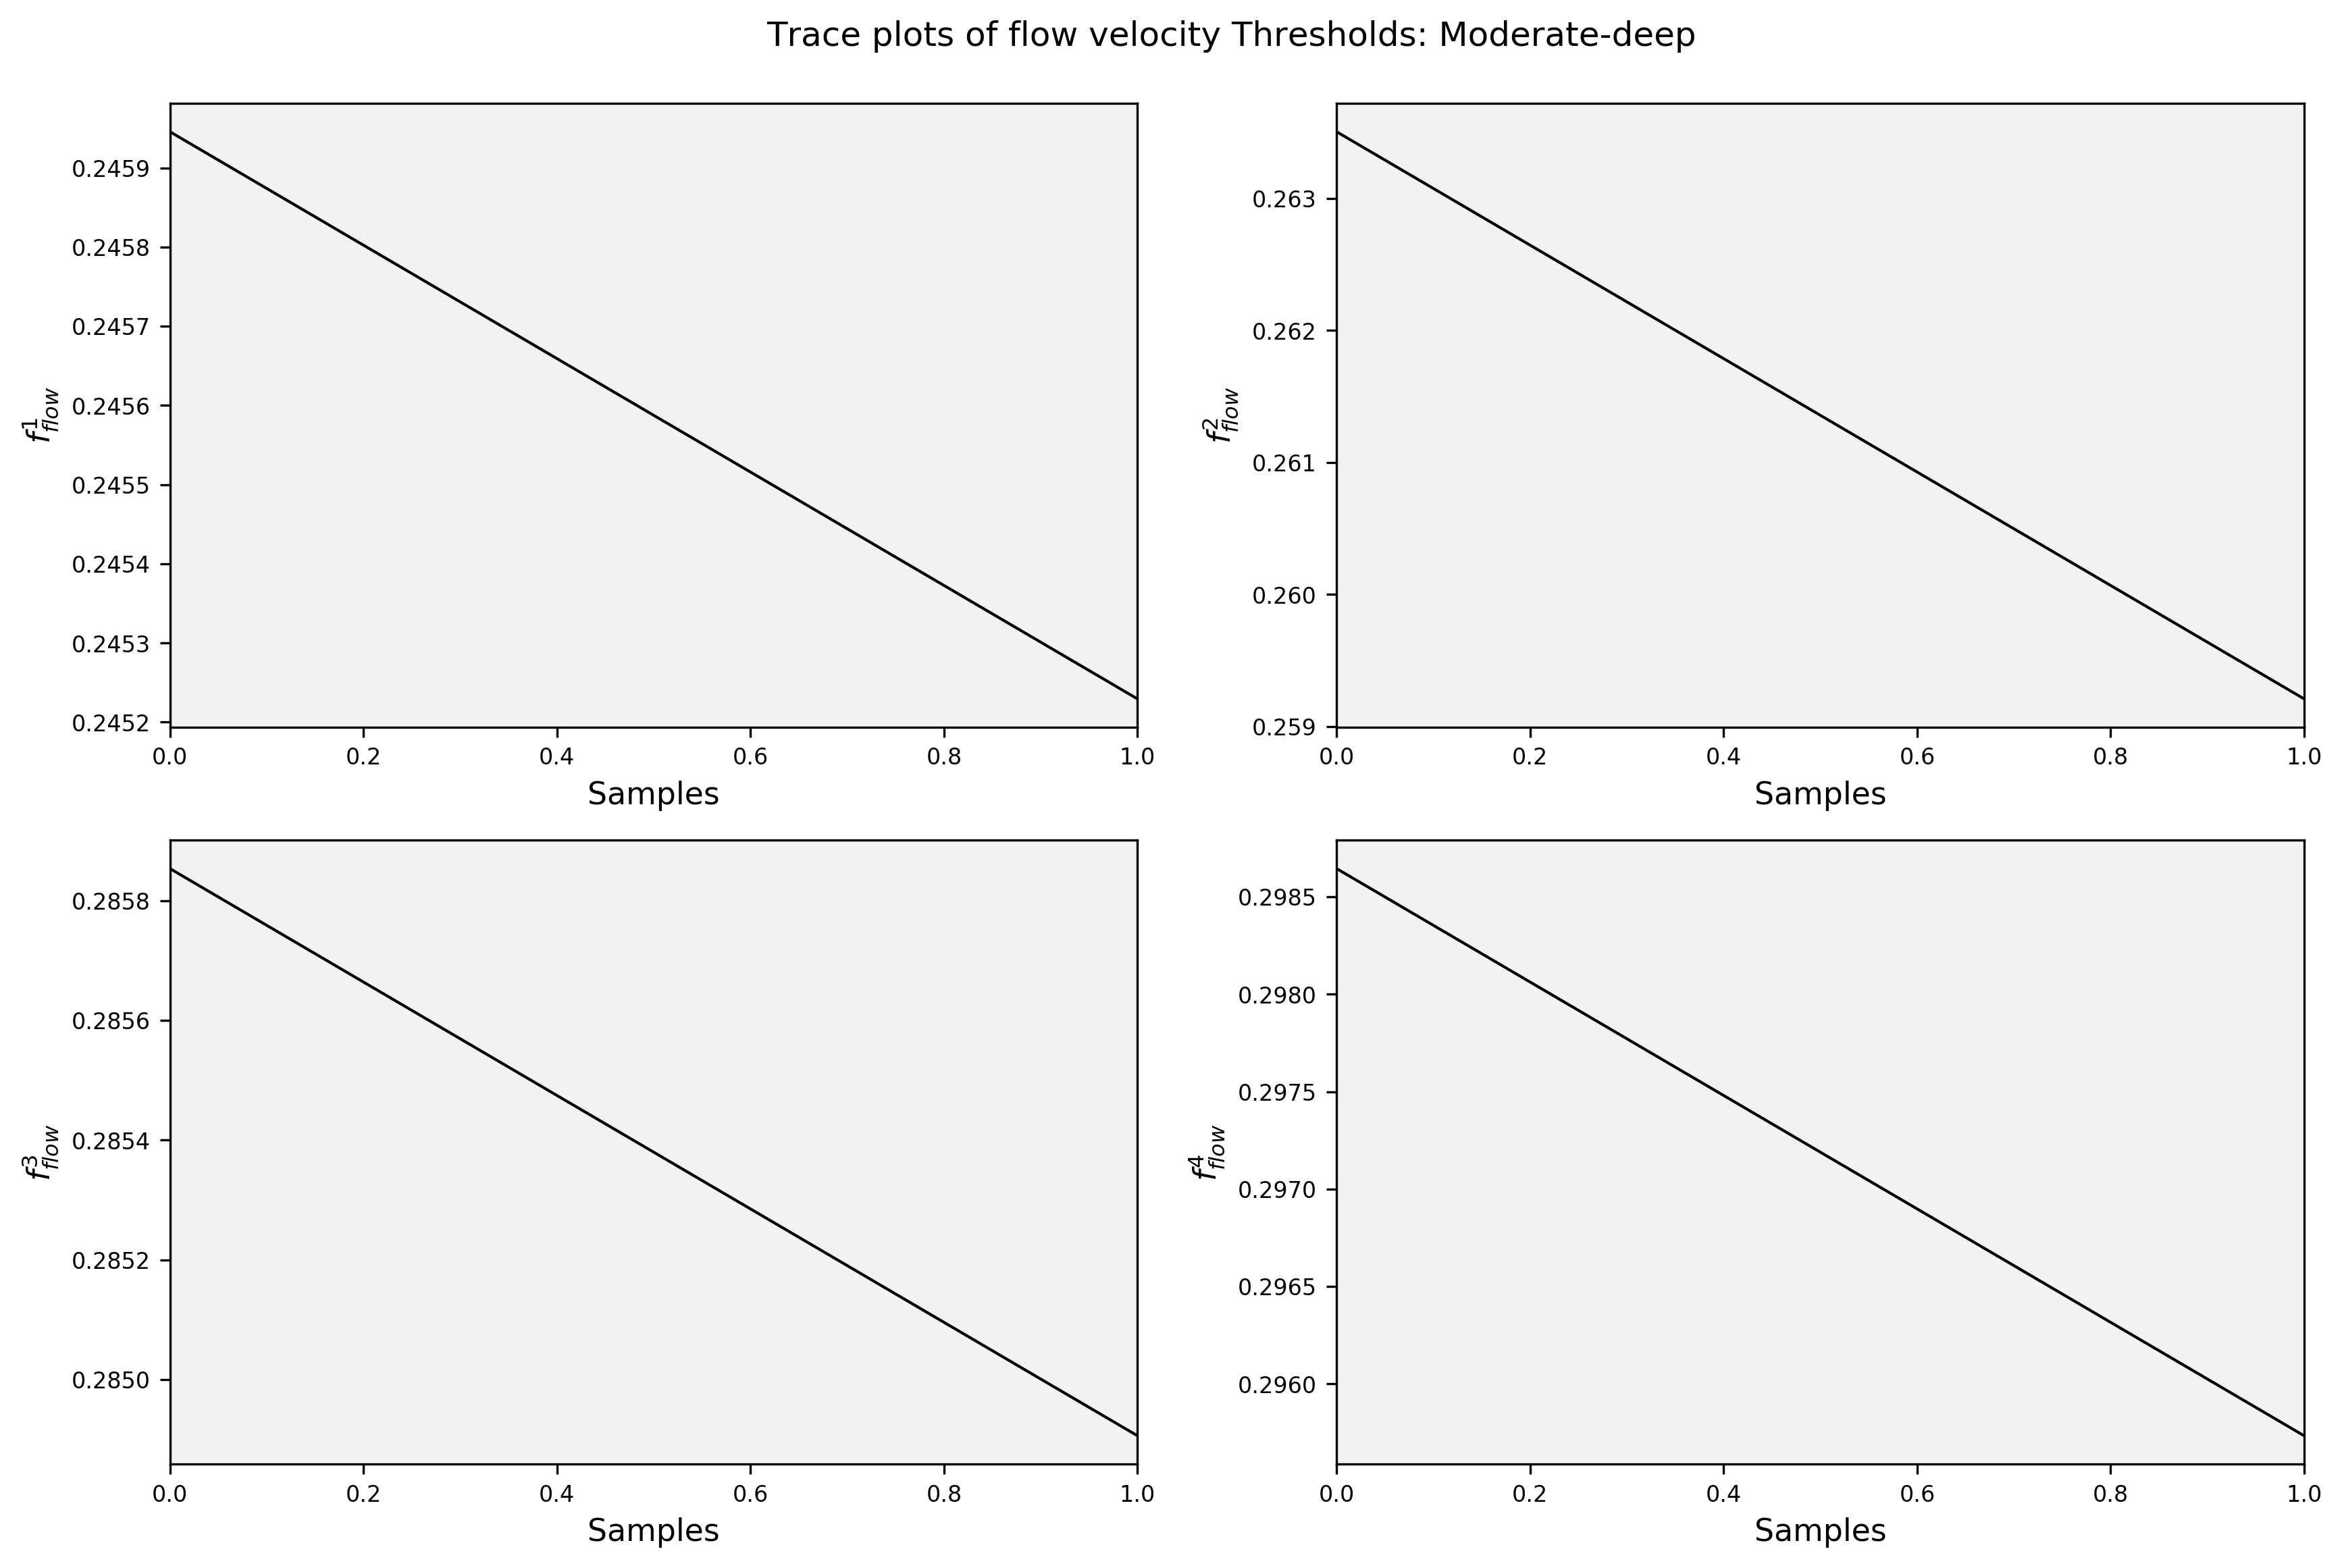 Trace plots of flow velocity Thresholds: Moderate-deep
f^1_flow
0.2459
0.2458
0.2457
0.2456
0.2455
0.2454
0.2453
0.2452
0.0 0.2 0.4 0.6 0.8 1.0
Samples
f^2_flow
0.263
0.262
0.261
0.260
0.259
0.0 0.2 0.4 0.6 0.8 1.0
Samples
f^3_flow
0.2858
0.2856
0.2854
0.2852
0.2850
0.0 0.2 0.4 0.6 0.8 1.0
Samples
f^4_flow
0.2985
0.2980
0.2975
0.2970
0.2965
0.2960
0.0 0.2 0.4 0.6 0.8 1.0
Samples